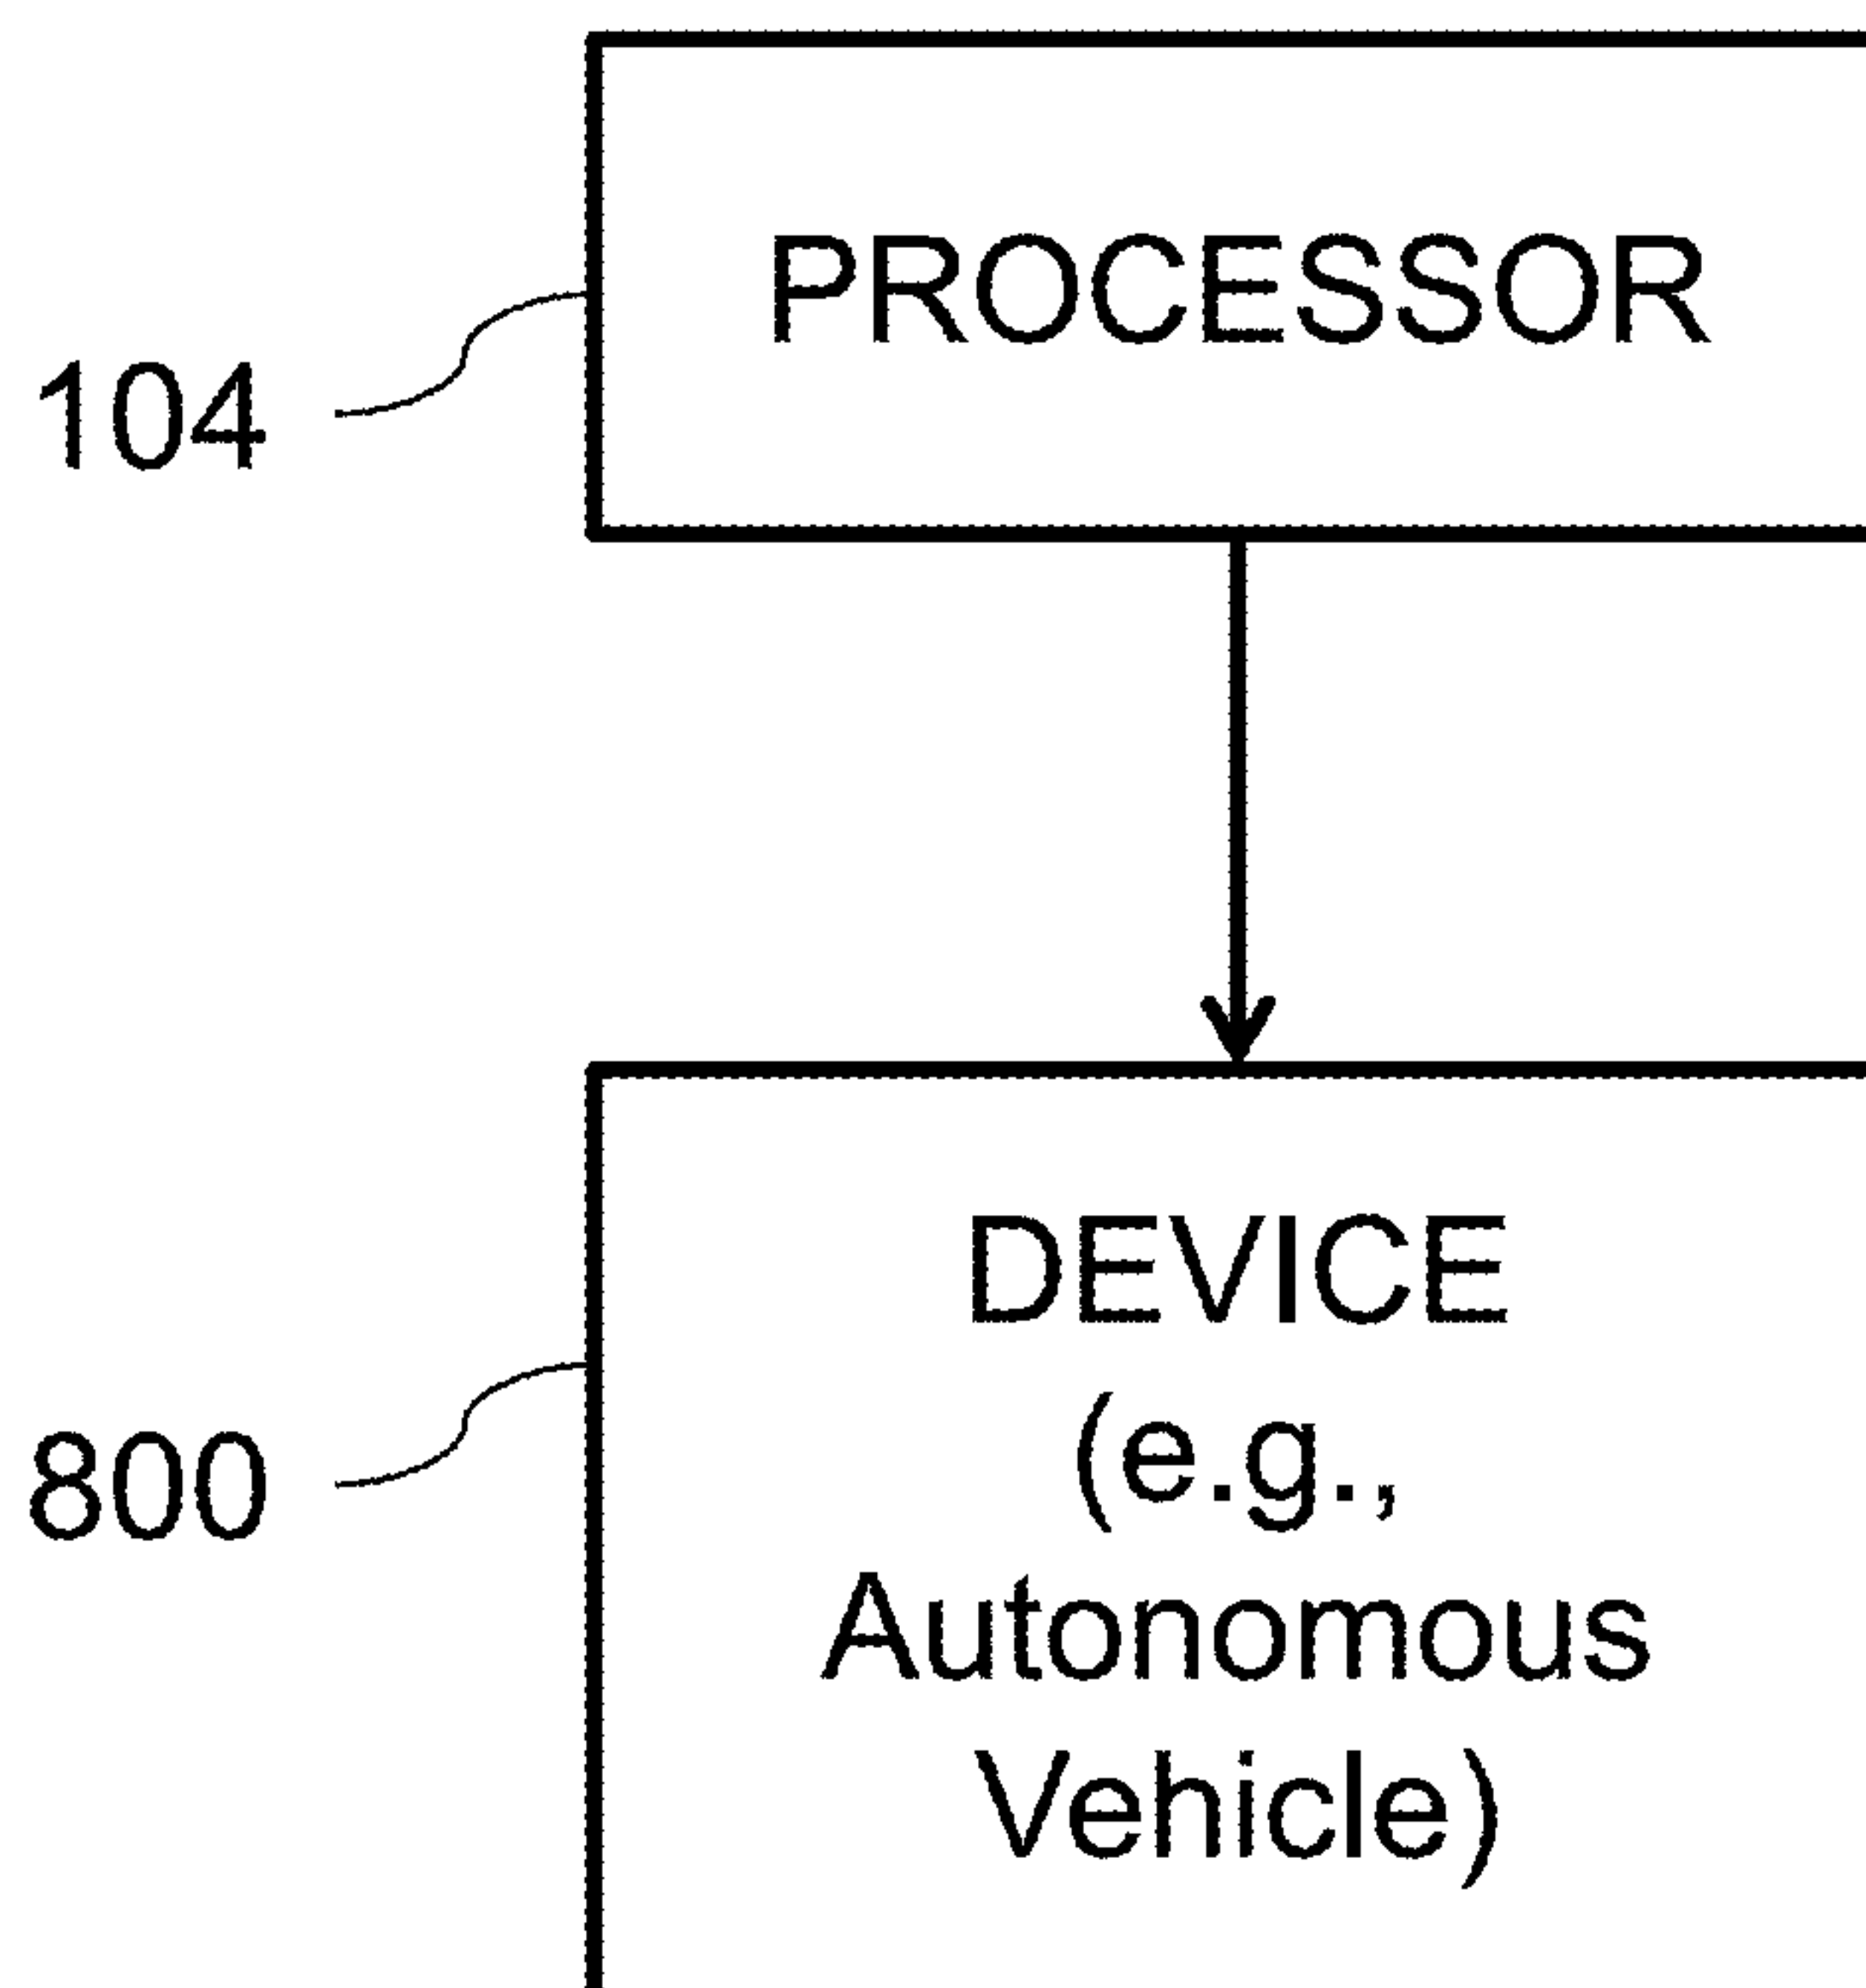 PROCESSOR
104
DEVICE
(e.g.,
800
Autonomous
Vehicle)